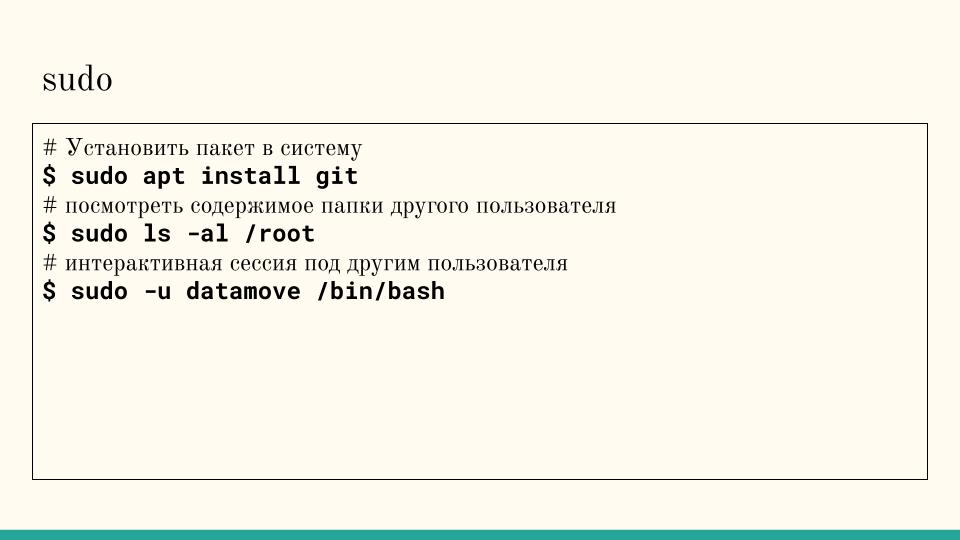 sudo
# Установить пакет в систему
$ sudo apt install git
# посмотреть содержимое папки другого пользователя
$ sudo ls -al /root
# интерактивная сессия под другим пользователя
$ sudo -u datamove /bin/bash